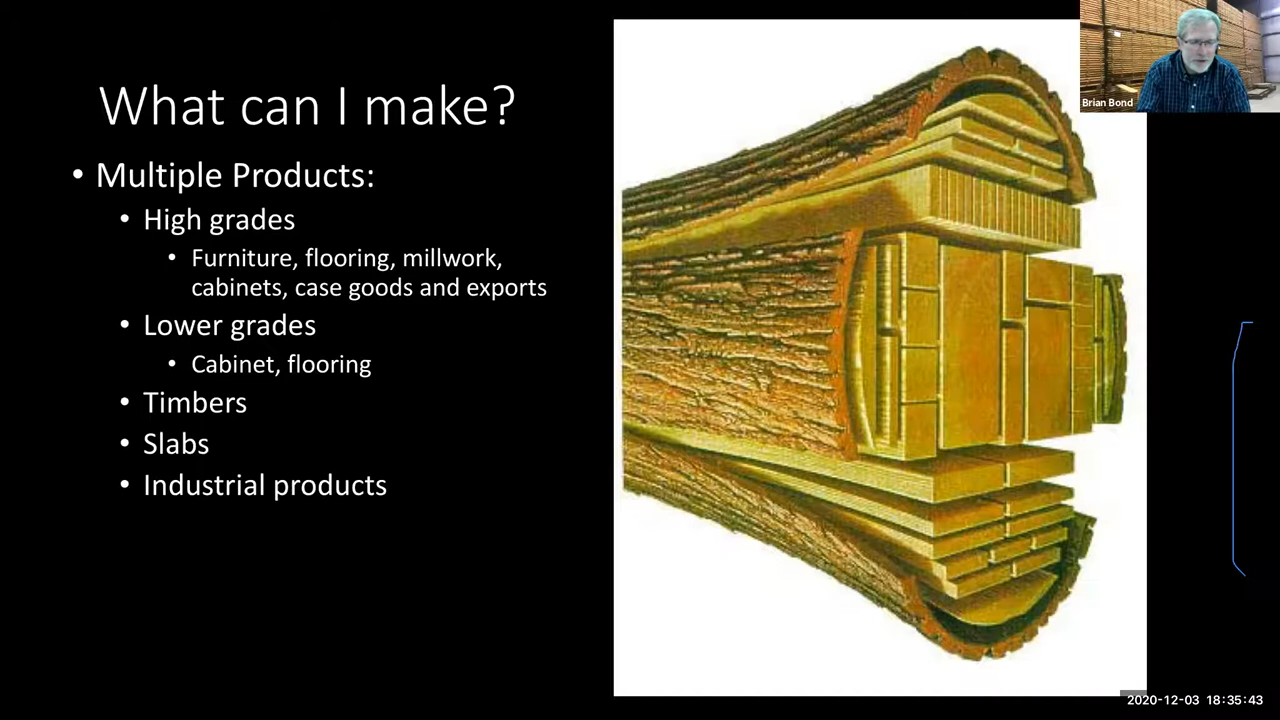 What can I make?
• Multiple Products:
• High grades
• Furniture, flooring, millwork,
cabinets, case goods and exports
• Lower grades
• Cabinet, flooring
• Timbers
• Slabs
• Industrial products
Brian Bond
2020-12-03 18:35:43